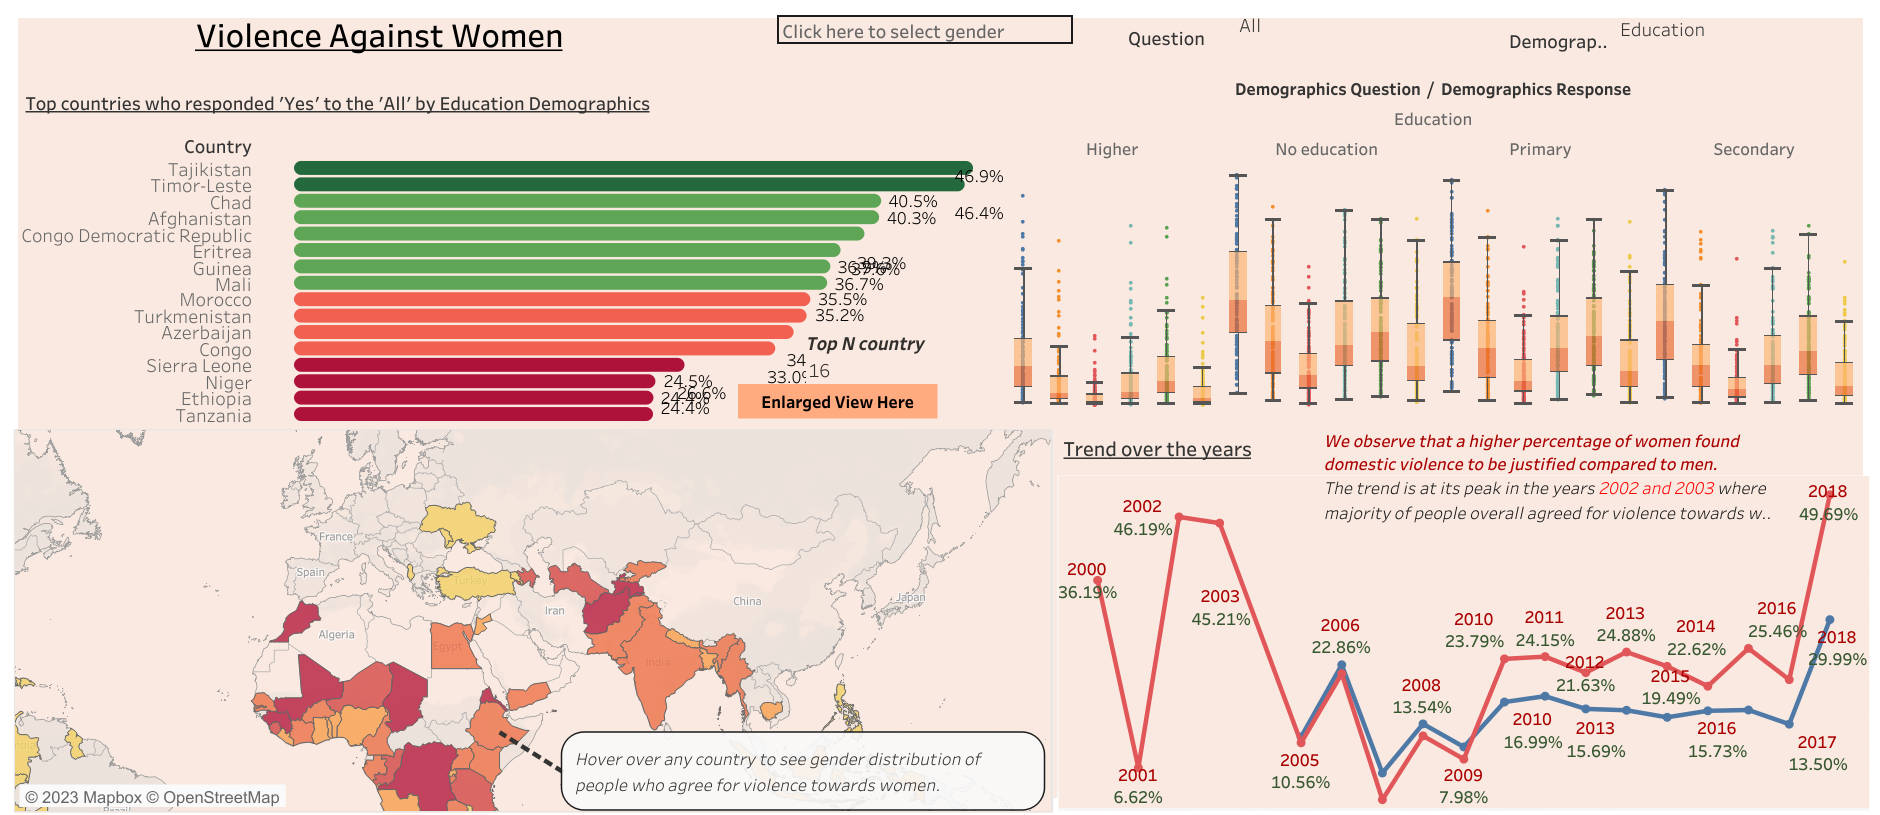 Violence Against Women
Click here to select gender
Question
All
Demograp..
Education
Top countries who responded 'Yes' to the 'All' by Education Demographics
Country
Tajikistan
Timor-Leste
Chad
Afghanistan
Congo Democratic Republic
Eritrea
Guinea
Mali
Morocco
Turkmenistan
Azerbaijan
Congo
Sierra Leone
Niger
Ethiopia
Tanzania
46.9%
40.5%
46.4%
40.3%
39.3%
36.7%
35.5%
35.2%
34
33.0
24.5%
26.6%
24.4%
24.4%
Top N country
16
Enlarged View Here
Demographics Question / Demographics Response
Education
Higher
No education
Primary
Secondary
France
Spain
Turkey
Algeria
Egypt
Iran
India
China
Japan
Brazil
© 2023 Mapbox © OpenStreetMap
Hover over any country to see gender distribution of
people who agree for violence towards women.
Trend over the years
We observe that a higher percentage of women found
domestic violence to be justified compared to men.
The trend is at its peak in the years 2002 and 2003 where
majority of people overall agreed for violence towards w..
2000
36.19%
2001
6.62%
2002
46.19%
2003
45.21%
2005
10.56%
2006
22.86%
2008
13.54%
2009
7.98%
2010
23.79%
2010
16.99%
2011
24.15%
2012
21.63%
2013
24.88%
2013
15.69%
2014
22.62%
2015
19.49%
2016
25.46%
2016
15.73%
2017
13.50%
2018
49.69%
2018
29.99%